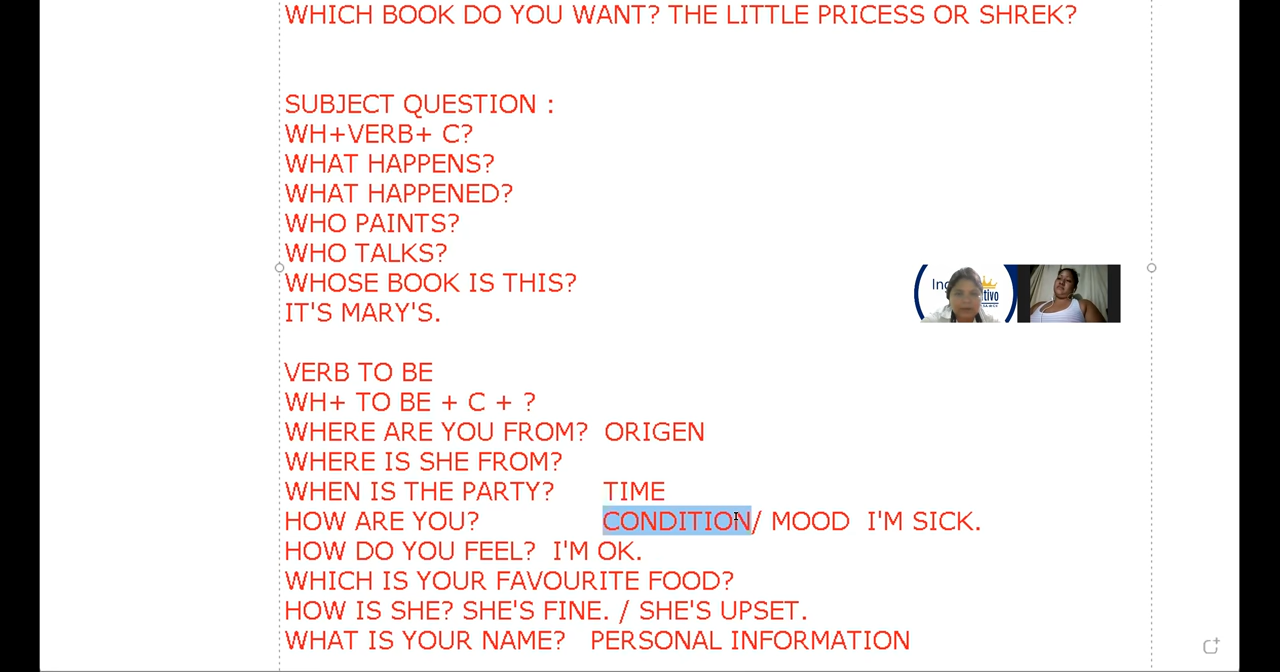 WHICH BOOK DO YOU WANT? THE LITTLE PRICESS OR SHREK?
SUBJECT QUESTION :
WH+VERB+ C?
WHAT HAPPENS?
WHAT HAPPENED?
WHO PAINTS?
WHO TALKS?
WHOSE BOOK IS THIS?
IT'S MARY'S.
VERB TO BE
WH+ TO BE + C + ?
WHERE ARE YOU FROM? ORIGEN
WHERE IS SHE FROM?
WHEN IS THE PARTY? TIME
HOW ARE YOU? CONDITION/ MOOD I'M SICK.
HOW DO YOU FEEL? I'M OK.
WHICH IS YOUR FAVOURITE FOOD?
HOW IS SHE? SHE'S FINE. / SHE'S UPSET.
WHAT IS YOUR NAME? PERSONAL INFORMATION